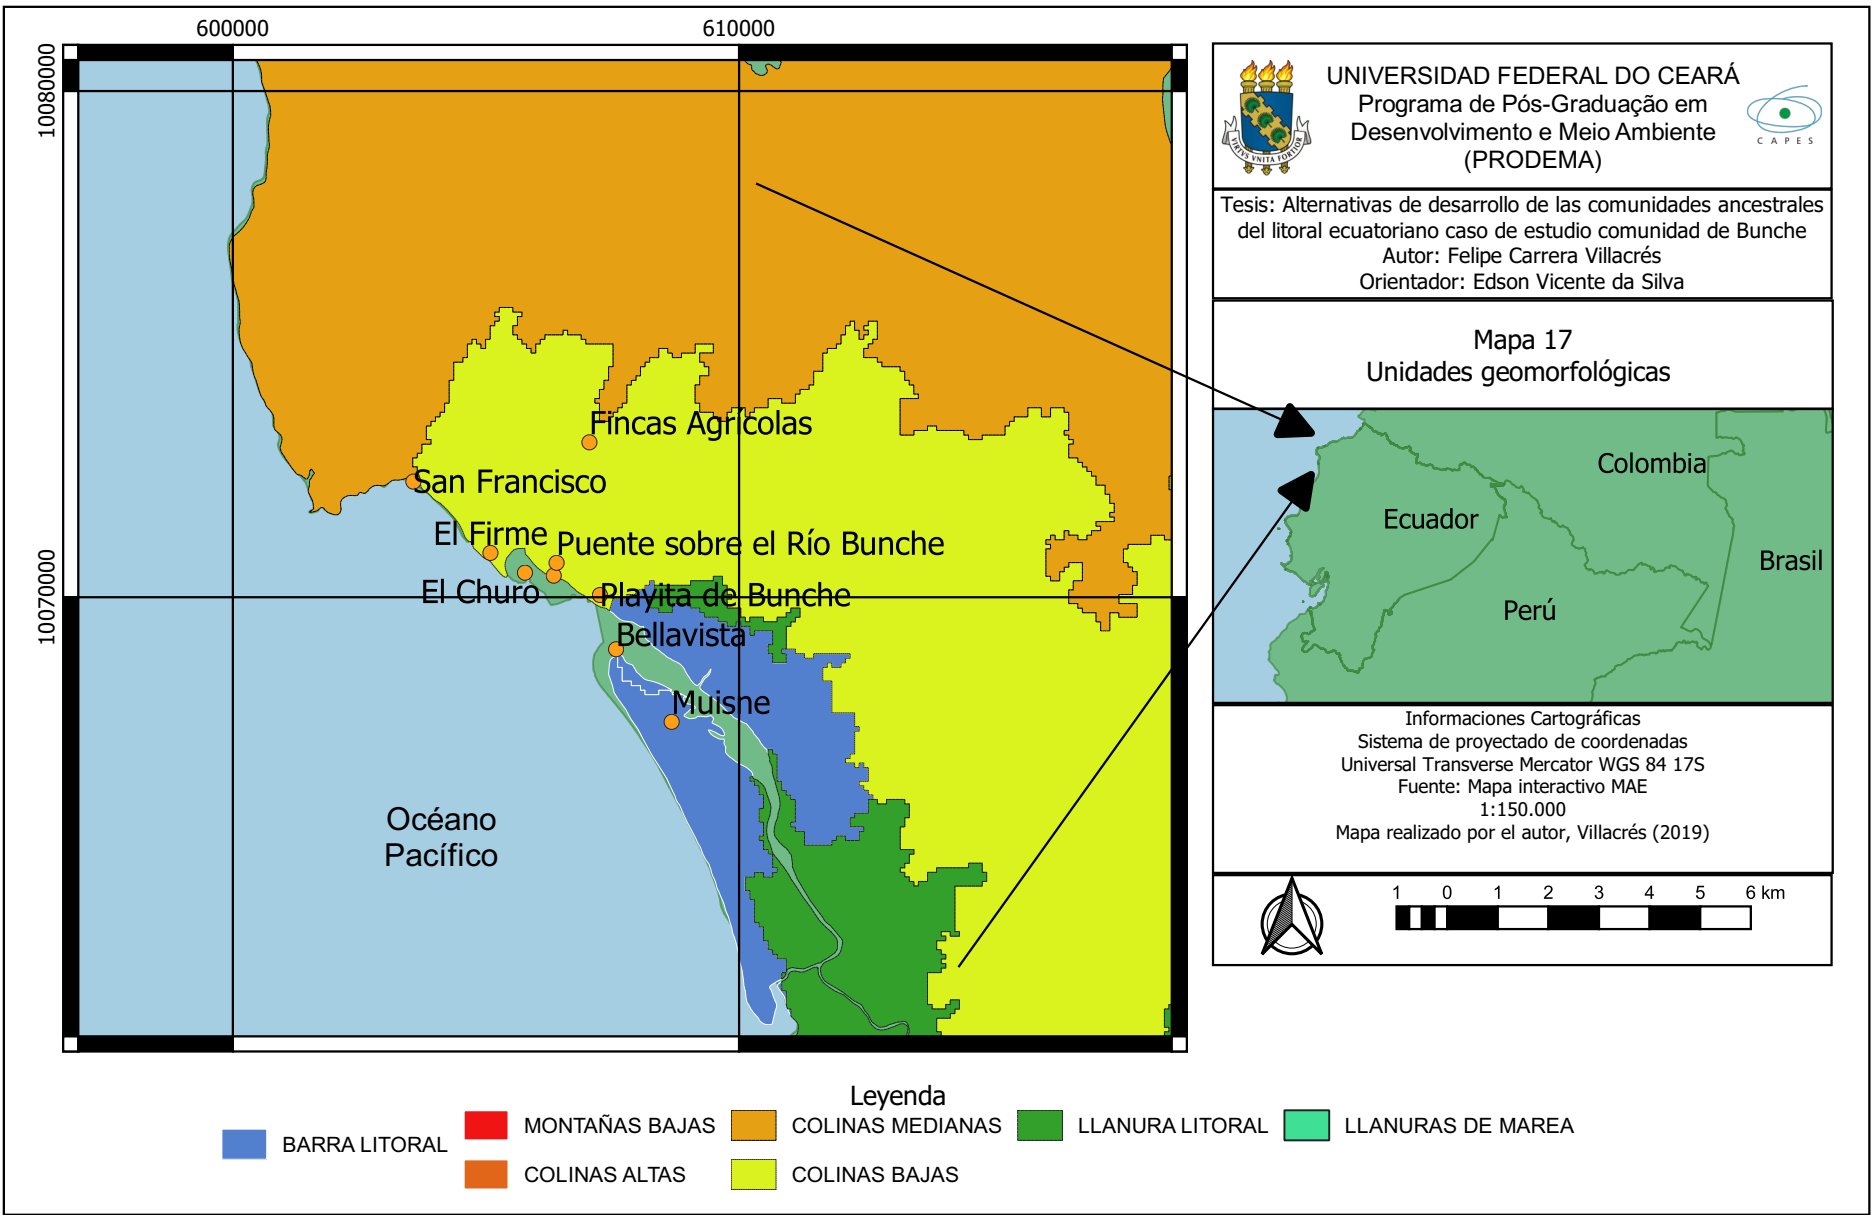 600000
610000
10080000
10070000
Fincas Agrícolas
San Francisco
El Firme
Puente sobre el Río Bunche
El Churo
Playita de Bunche
Bellavista
Muisne
Océano
Pacífico
UNIVERSIDAD FEDERAL DO CEARÁ
Programa de Pós-Graduação em
Desenvolvimento e Meio Ambiente
(PRODEMA)
VIRTVS VNITA FORTIOR
CAPES
Tesis: Alternativas de desarrollo de las comunidades ancestrales
del litoral ecuatoriano caso de estudio comunidad de Bunche
Autor: Felipe Carrera Villacrés
Orientador: Edson Vicente da Silva
Mapa 17
Unidades geomorfológicas
Colombia
Ecuador
Brasil
Perú
Informaciones Cartográficas
Sistema de proyectado de coordenadas
Universal Transverse Mercator WGS 84 17S
Fuente: Mapa interactivo MAE
1:150.000
Mapa realizado por el autor, Villacrés (2019)
1 0 1 2 3 4 5 6 km
Leyenda
BARRA LITORAL
MONTAÑAS BAJAS
COLINAS ALTAS
COLINAS MEDIANAS
COLINAS BAJAS
LLANURA LITORAL
LLANURAS DE MAREA